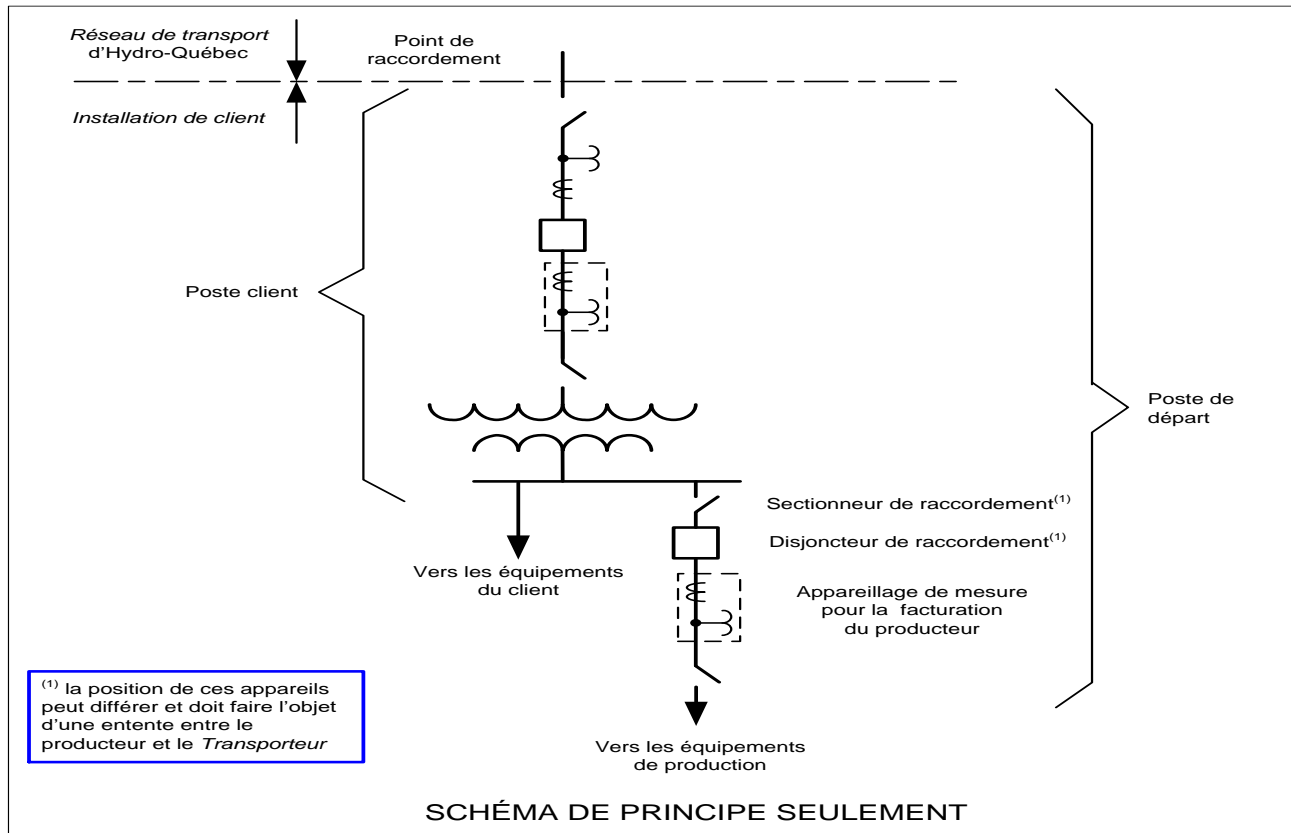 Réseau de transport
d'Hydro-Québec
Point de
raccordement
Installation de client
Poste client
Poste de
départ
Sectionneur de raccordement(1)
Disjoncteur de raccordement(1)
Vers les équipements
du client
Appareillage de mesure
pour la facturation
du producteur
(1) la position de ces appareils
peut différer et doit faire l'objet
d'une entente entre le
producteur et le Transporteur
Vers les équipements
de production
SCHÉMA DE PRINCIPE SEULEMENT